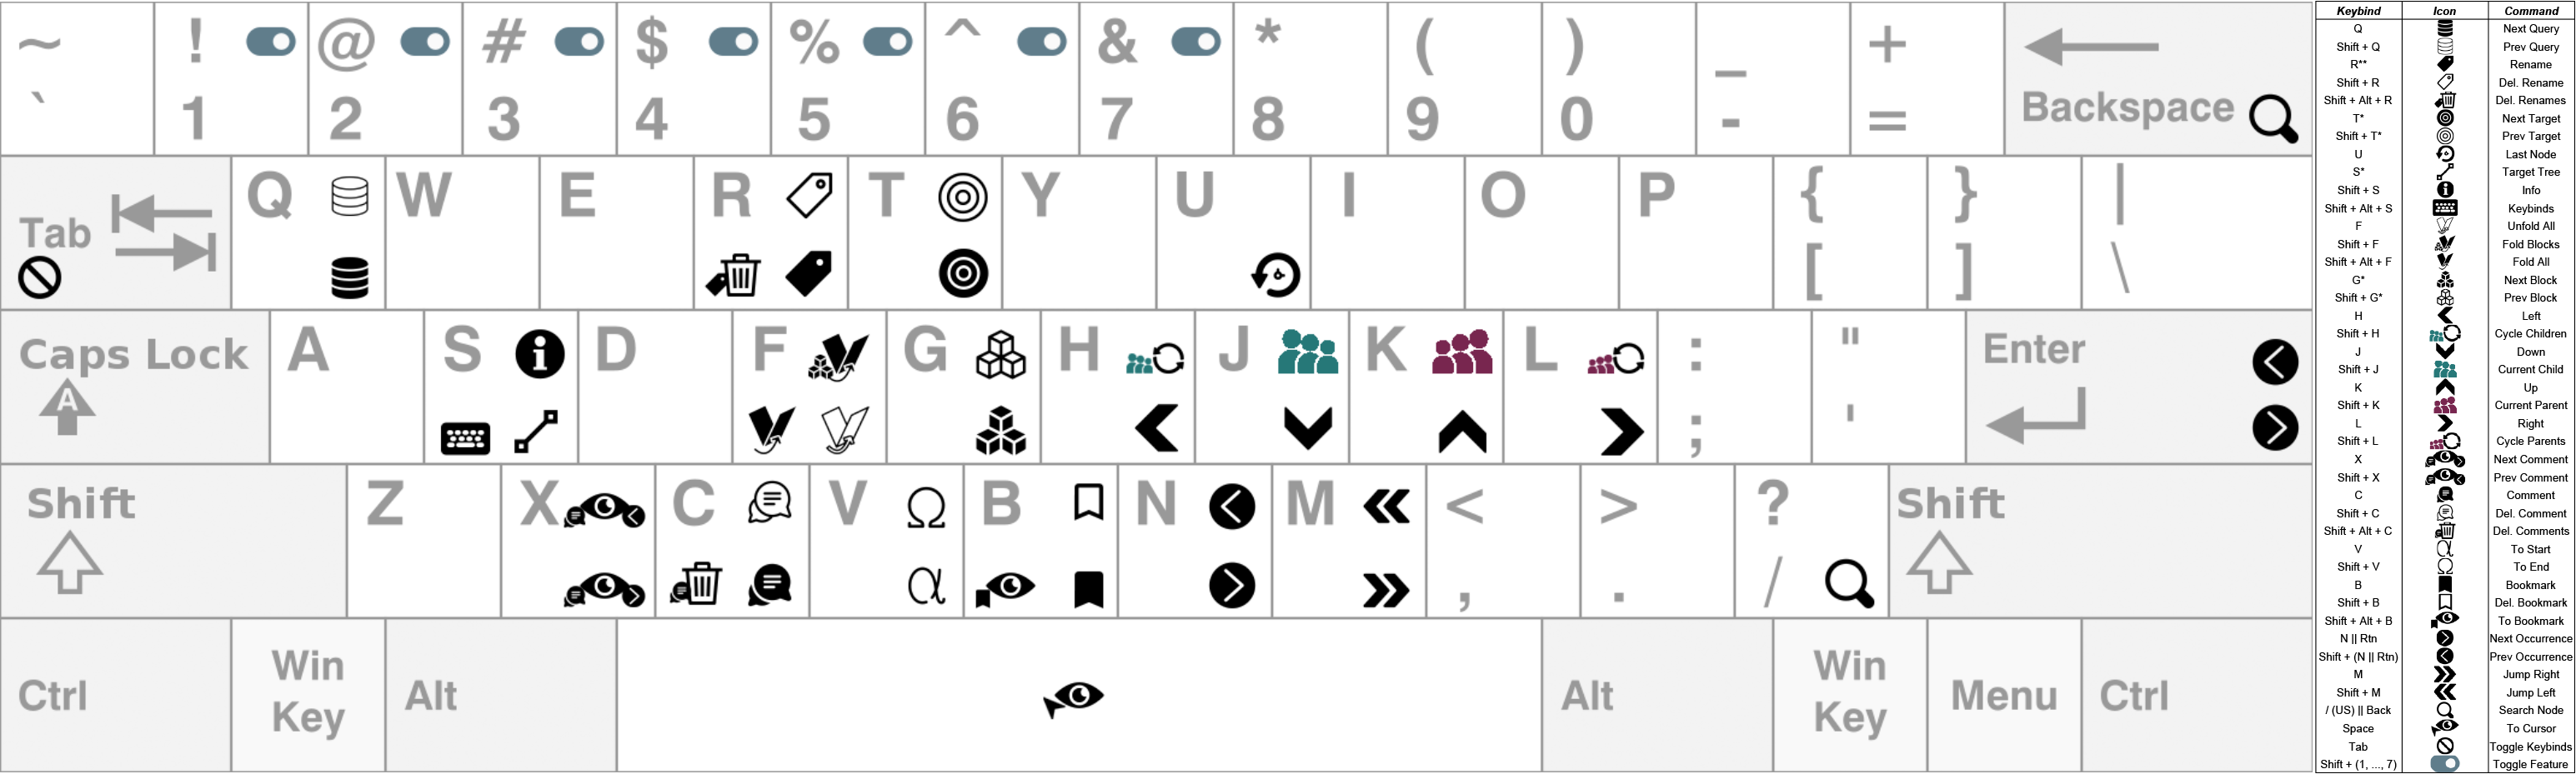 ~ ! @ # $ % ^ & * ( ) _ +
` 1 2 3 4 5 6 7 8 9 0 - = Backspace
Tab Q W E R T Y U I O P { } |
[ ] \
Caps Lock A S D F G H J K L : " Enter
A ; '
Shift Z X C V B N M < > ? Shift
, . /
Ctrl Win Key Alt Alt Win Key Menu Ctrl
Keybind Icon Command
Q Next Query
Shift + Q Prev Query
R** Rename
Shift + R Del. Rename
Shift + Alt + R Del. Renames
T* Next Target
Shift + T* Prev Target
U Last Node
S* Target Tree
Shift + S Info
Shift + Alt + S Keybinds
F Unfold All
Shift + F Fold Blocks
Shift + Alt + F Fold All
G* Next Block
Shift + G* Prev Block
H Left
Shift + H Cycle Children
J Down
Shift + J Current Child
K Up
Shift + K Current Parent
L Right
Shift + L Cycle Parents
X Next Comment
Shift + X Prev Comment
C Comment
Shift + C Del. Comment
Shift + Alt + C Del. Comments
V α To Start
Shift + V Ω To End
B Bookmark
Shift + B Del. Bookmark
Shift + Alt + B To Bookmark
N || Rtn Next Occurrence
Shift + (N || Rtn) Prev Occurrence
M Jump Right
Shift + M Jump Left
/ (US) || Back Search Node
Space To Cursor
Tab Toggle Keybinds
Shift + (1, ..., 7) Toggle Feature